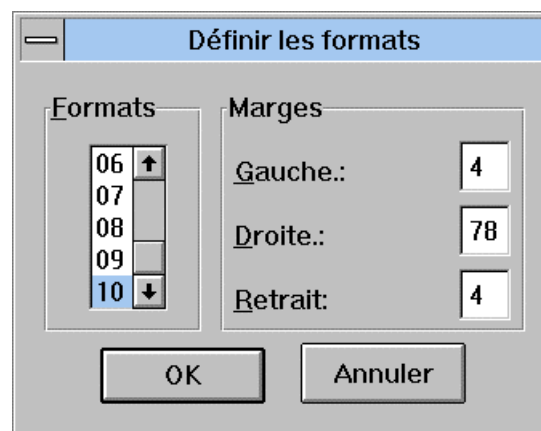 Définir les formats
Formats
06
07
08
09
10
Marges
Gauche.: 4
Droite.: 78
Retrait: 4
OK
Annuler